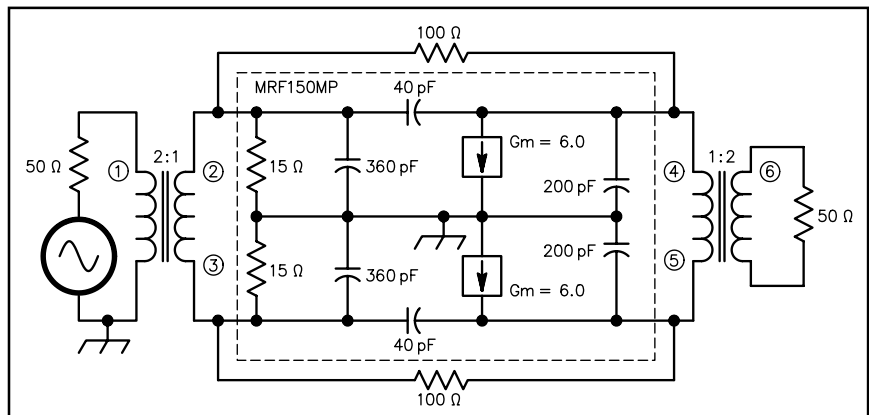 100 Ω
MRF150MP
40 pF
50 Ω
①
2:1
②
15 Ω
360 pF
Gm = 6.0
200 pF
④
1:2
⑥
50 Ω
③
15 Ω
360 pF
Gm = 6.0
200 pF
⑤
40 pF
100 Ω